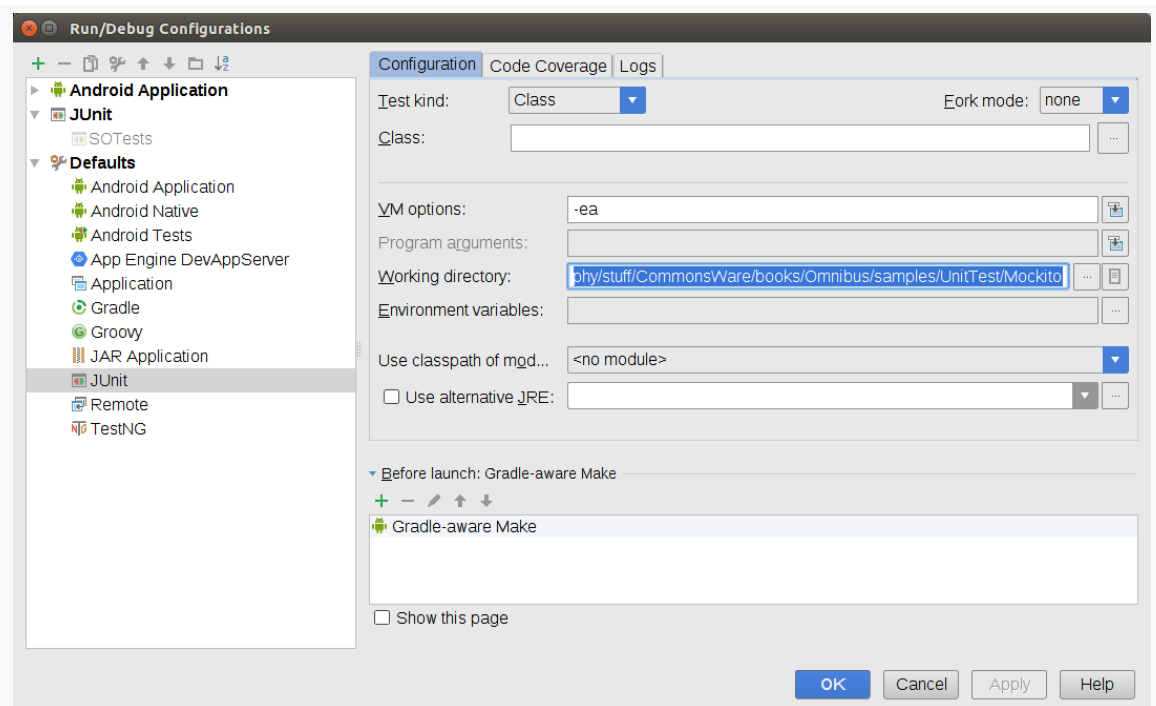 Run/Debug Configurations
Android Application
JUnit
SOTests
Defaults
Android Application
Android Native
Android Tests
App Engine DevAppServer
Application
Gradle
Groovy
JAR Application
JUnit
Remote
TestNG
Configuration Code Coverage Logs
Test kind: Class Fork mode: none
Class: ...
VM options: -ea
Program arguments:
Working directory: phy/stuff/CommonsWare/books/Omnibus/samples/UnitTest/Mockito ...
Environment variables: ...
Use classpath of mod... <no module>
Use alternative JRE: ...
Before launch: Gradle-aware Make
Gradle-aware Make
Show this page
OK Cancel Apply Help